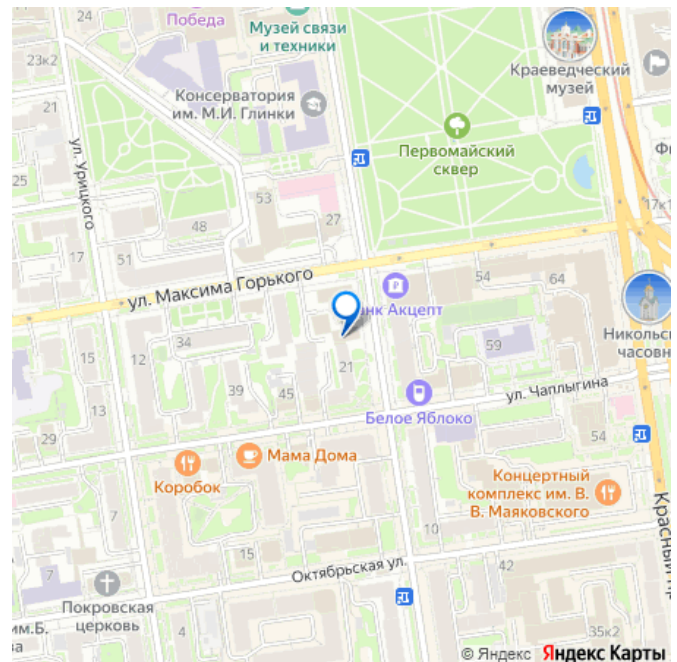 Победа
Музей связи
и техники
23к2
Краеведческий
музей
Консерватория
им. М.И. Глинки
21
Первомайский
сквер
ул. Урицкого
25
53
17к1
27
48
17
51
ул. Максима Горького
54
64
нк Акцепт
Никольс
часовн
15
12
34
59
21
39
45
ул. Чаплыгина
13
Белое Яблоко
29
54
Мама Дома
Коробок
Концертный
комплекс им. В.
В. Маяковского
Красный
7
10
42
7
Октябрьская ул.
Покровская
церковь
им.Б.
4
35к2
© Яндекс Яндекс Карты